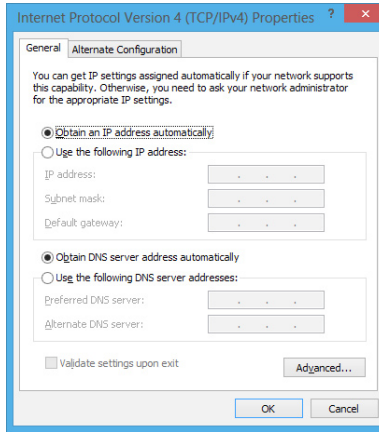 Internet Protocol Version 4 (TCP/IPv4) Properties ? ×
General Alternate Configuration
You can get IP settings assigned automatically if your network supports
this capability. Otherwise, you need to ask your network administrator
for the appropriate IP settings.
Obtain an IP address automatically
Use the following IP address:
IP address: . . .
Subnet mask: . . .
Default gateway: . . .
Obtain DNS server address automatically
Use the following DNS server addresses:
Preferred DNS server: . . .
Alternate DNS server: . . .
Validate settings upon exit
Advanced...
OK Cancel